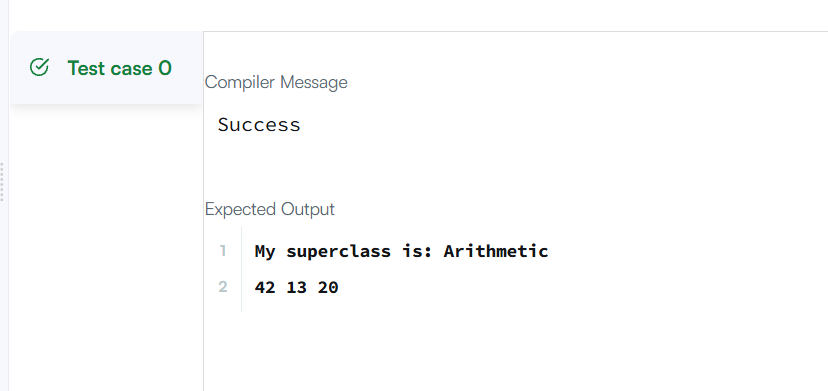 Test case 0
Compiler Message
Success
Expected Output
1 My superclass is: Arithmetic
2 42 13 20